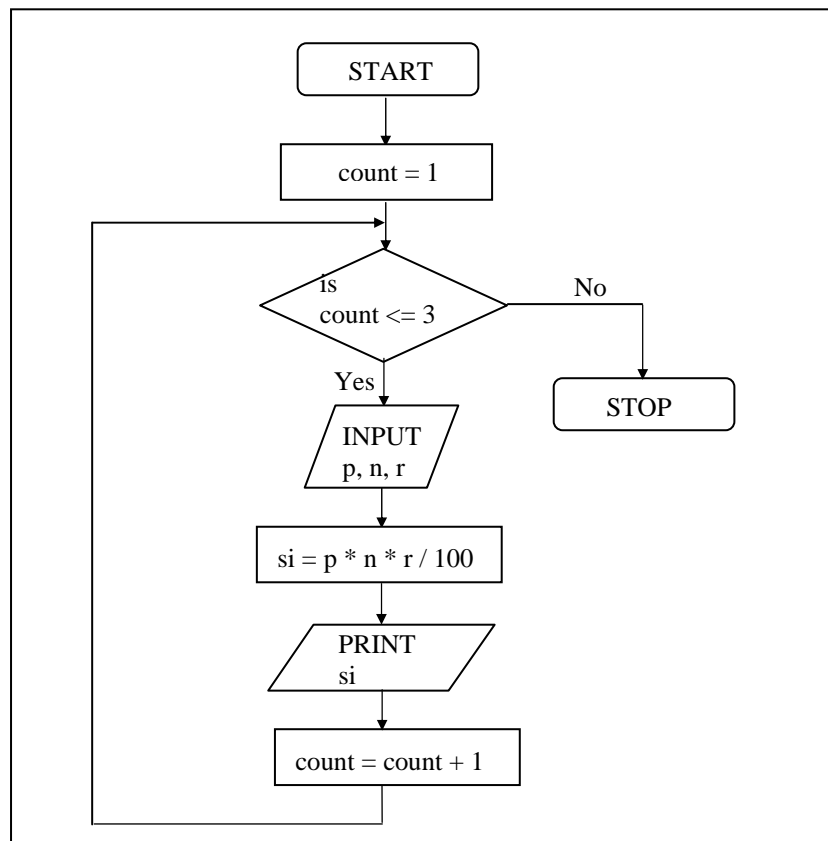 START
count = 1
is
count <= 3
No
Yes
STOP
INPUT
p, n, r
si = p * n * r / 100
PRINT
si
count = count + 1